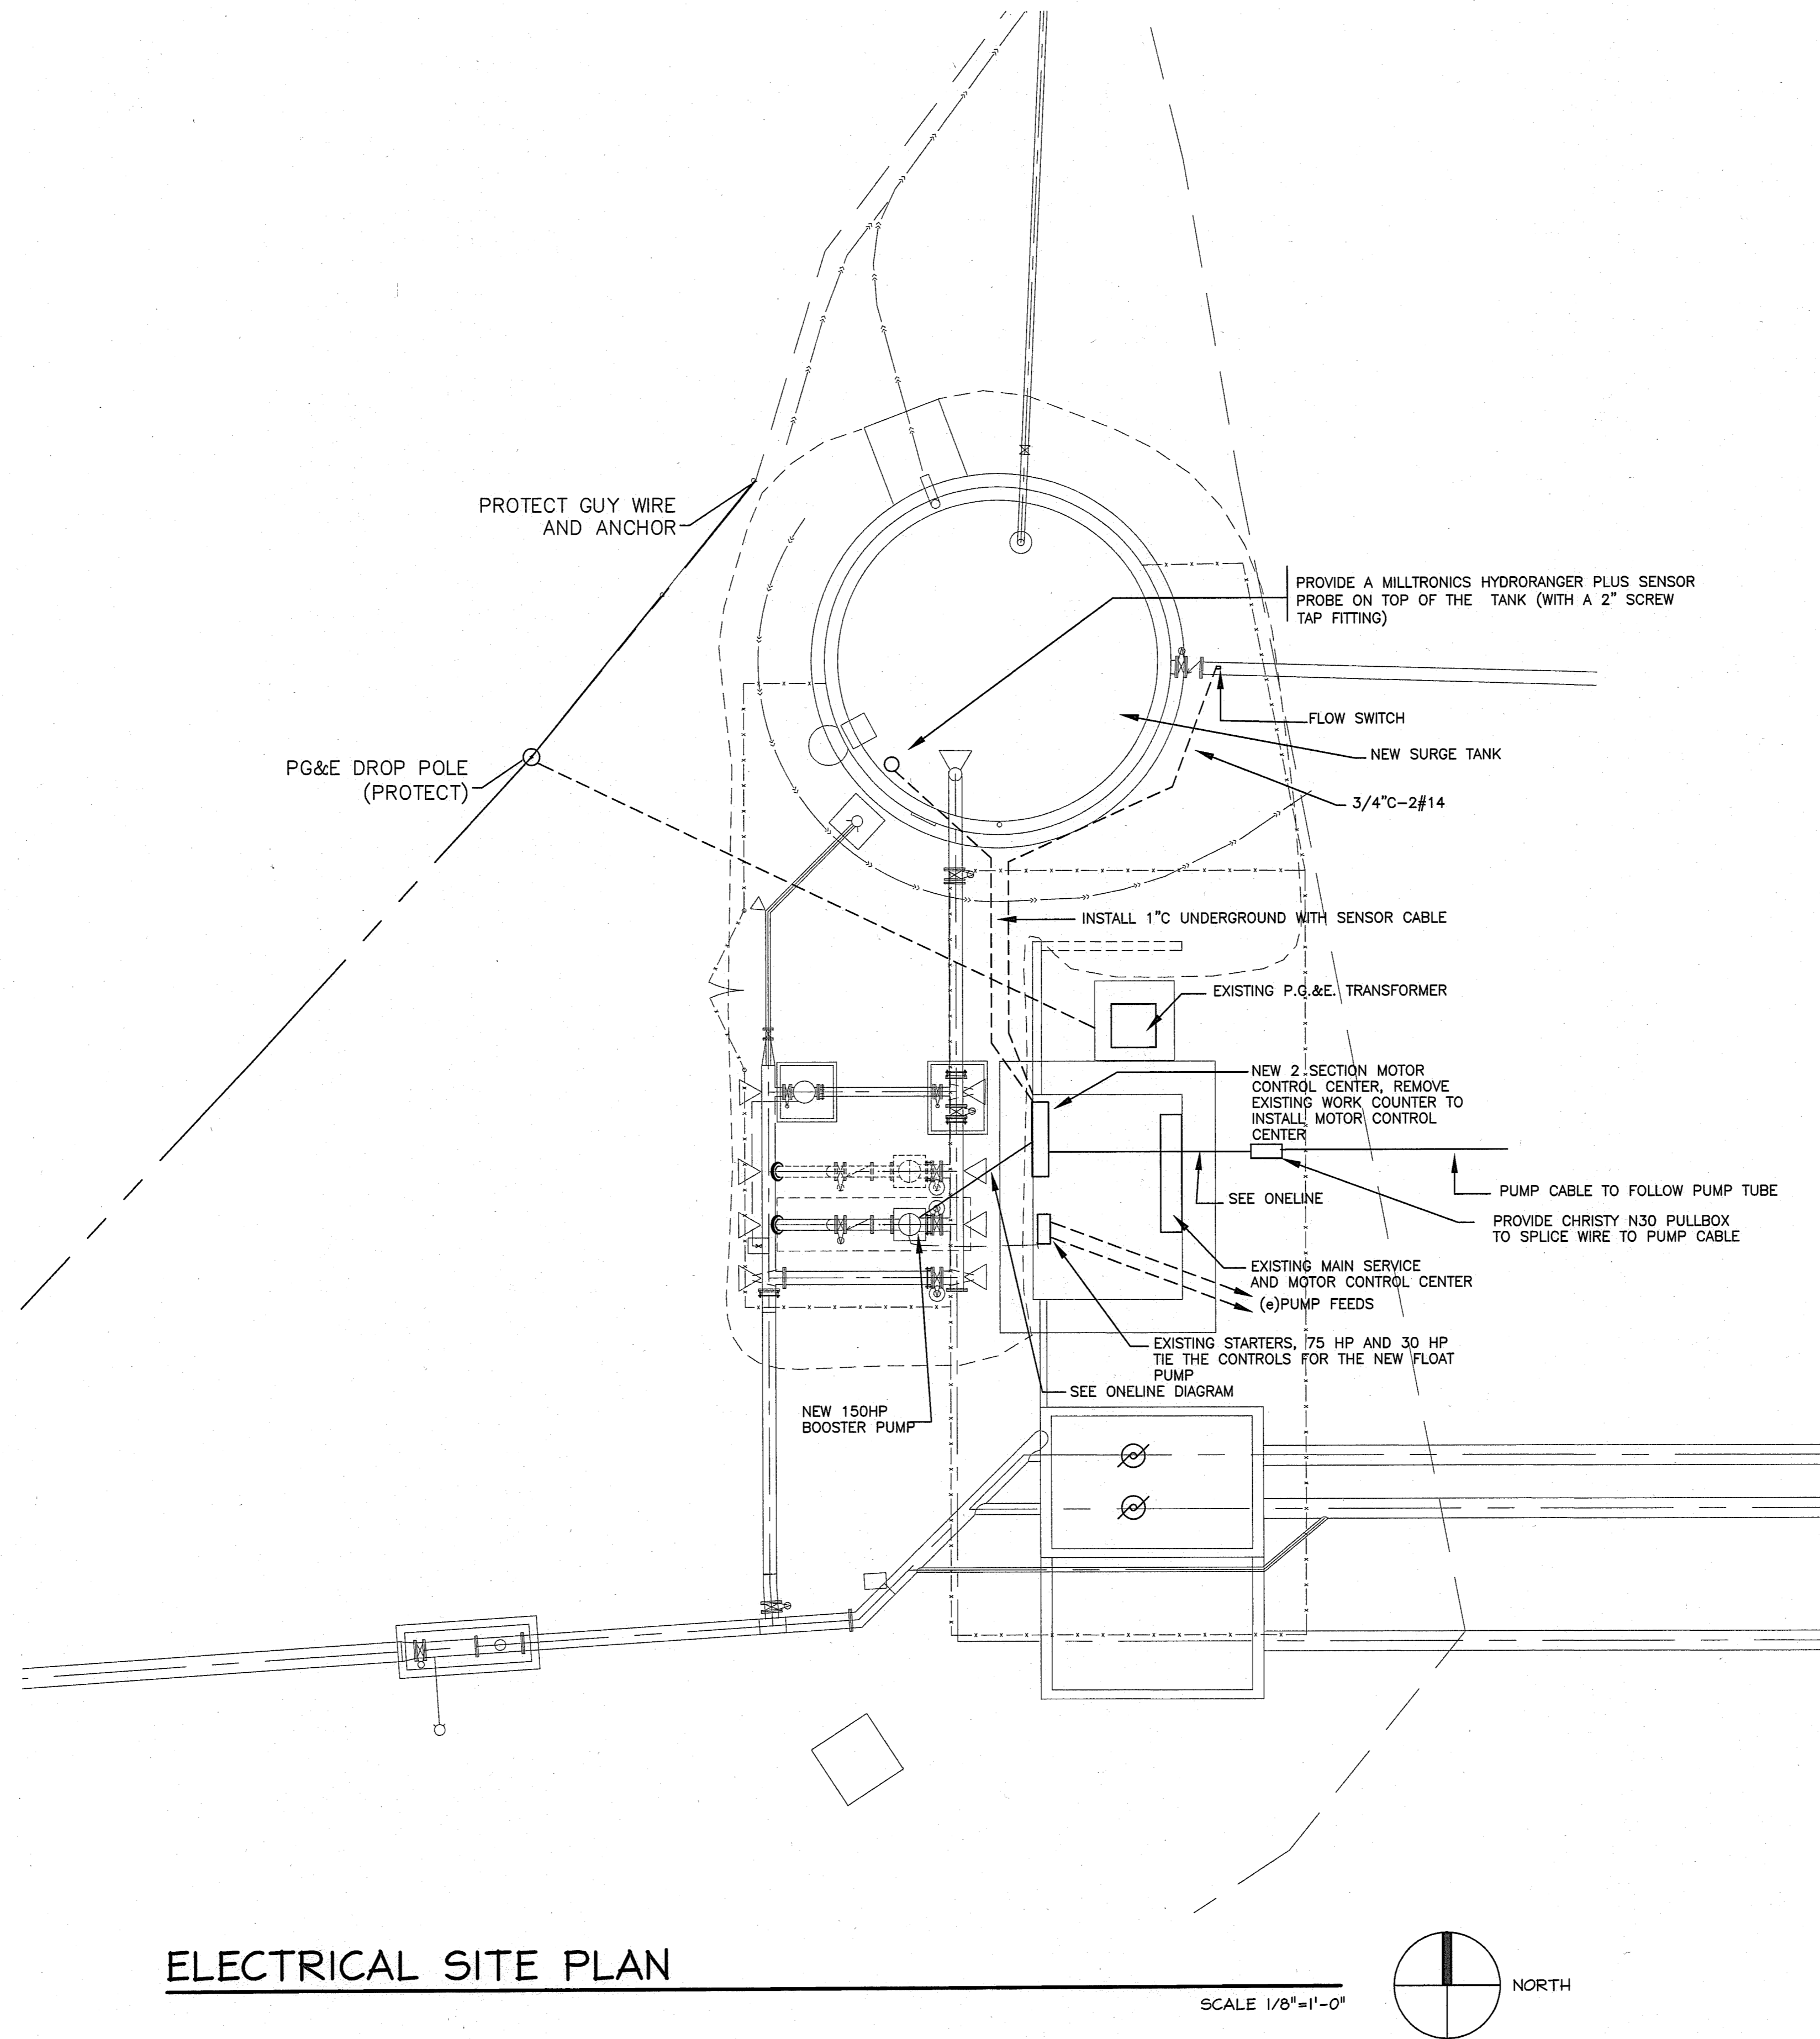 PROTECT GUY WIRE
AND ANCHOR
PROVIDE A MILLTRONICS HYDRORANGER PLUS SENSOR
PROBE ON TOP OF THE TANK (WITH A 2" SCREW
TAP FITTING)
FLOW SWITCH
NEW SURGE TANK
PG&E DROP POLE
(PROTECT)
3/4"C-2#14
INSTALL 1"C UNDERGROUND WITH SENSOR CABLE
EXISTING P.G.&E. TRANSFORMER
NEW 2 SECTION MOTOR
CONTROL CENTER, REMOVE
EXISTING WORK COUNTER TO
INSTALL MOTOR CONTROL
CENTER
SEE ONELINE
PUMP CABLE TO FOLLOW PUMP TUBE
PROVIDE CHRISTY N30 PULLBOX
TO SPLICE WIRE TO PUMP CABLE
EXISTING MAIN SERVICE
AND MOTOR CONTROL CENTER
(e)PUMP FEEDS
EXISTING STARTERS, 75 HP AND 30 HP
TIE THE CONTROLS FOR THE NEW FLOAT
PUMP
SEE ONELINE DIAGRAM
NEW 150HP
BOOSTER PUMP
ELECTRICAL SITE PLAN
SCALE 1/8"=1'-0"
NORTH